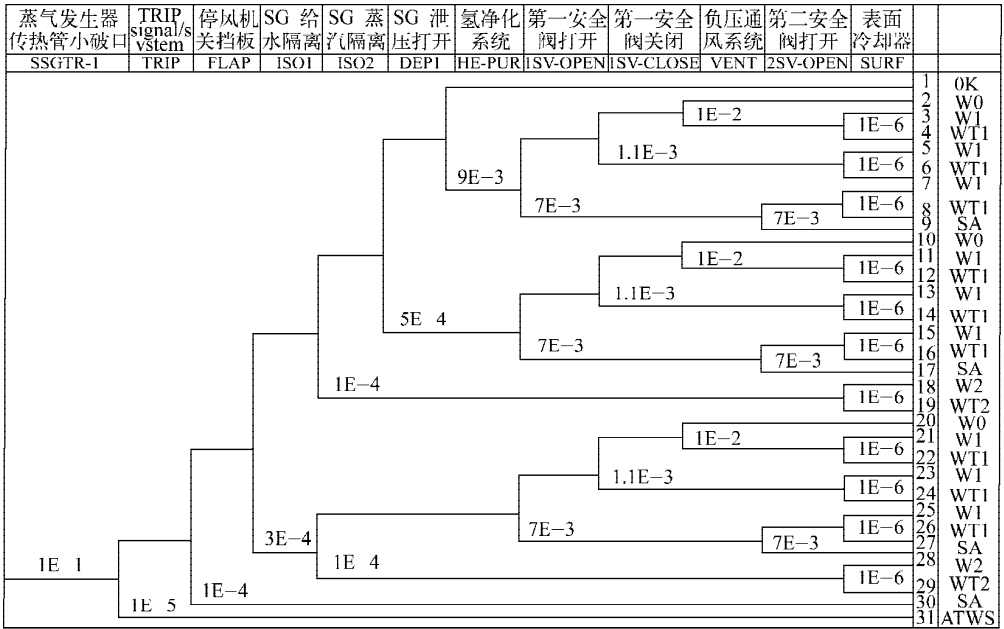 蒸气发生器 TRIP 停风机 SG 给 SG 蒸 SG 泄 氦净化 第一安全 第一安全 负压通 第二安全 表面
传热管小破口 signal/s ystem 关挡板 水隔离 汽隔离 压打开 系统 阀打开 阀关闭 风系统 阀打开 冷却器
SSGTR-1 TRIP FLAP ISO1 ISO2 DEP1 HE-PUR 1SV-OPEN 1SV-CLOSE VENT 2SV-OPEN SURF
1 0K
2 W0
1E-2
3 W1
1E-6
4 WT1
5 W1
1.1E-3
1E-6
6 WT1
9E-3
7 W1
1E-6
7E-3
8 WT1
7E-3
9 SA
10 W0
1E-2
11 W1
1E-6
12 WT1
13 W1
1.1E-3
1E-6
14 WT1
5E 4
15 W1
7E-3
1E-6
16 WT1
7E-3
17 SA
18 W2
1E-4
1E-6
19 WT2
20 W0
1E-2
21 W1
1E-6
22 WT1
23 W1
1.1E-3
1E-6
24 WT1
25 W1
7E-3
1E-6
26 WT1
3E-4
7E-3
27 SA
28 W2
1E 1
1E 4
1E-6
29 WT2
1E-4
30 SA
1E 5
31 ATWS